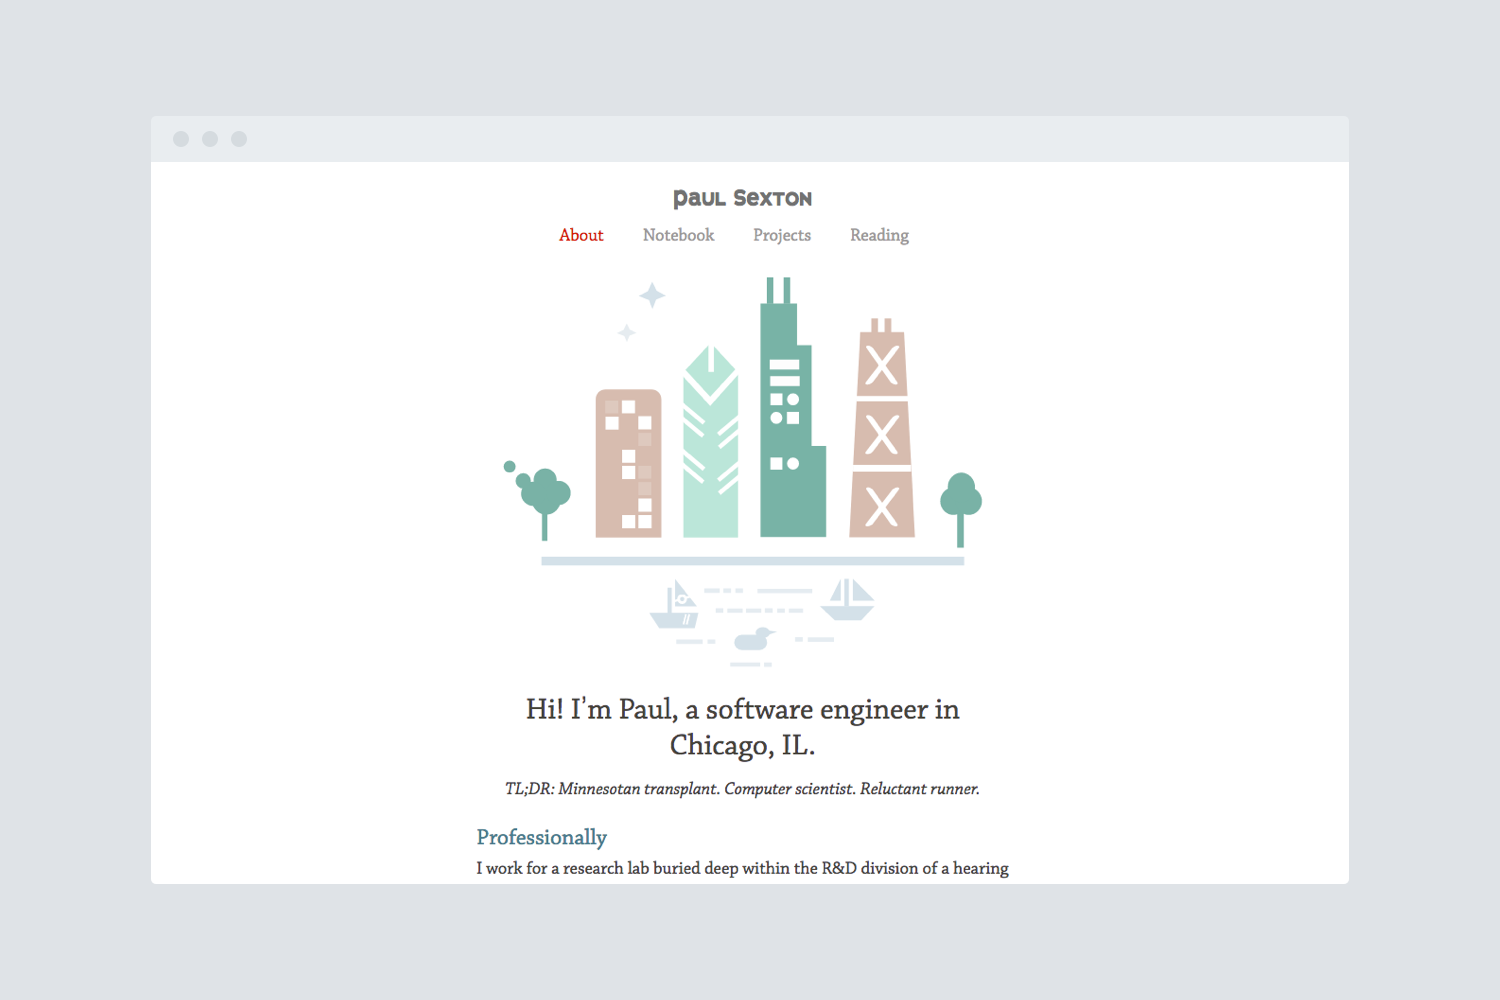 Paul Sexton
About Notebook Projects Reading
Hi! I'm Paul, a software engineer in
Chicago, IL.
TL;DR: Minnesotan transplant. Computer scientist. Reluctant runner.
Professionally
I work for a research lab buried deep within the R&D division of a hearing